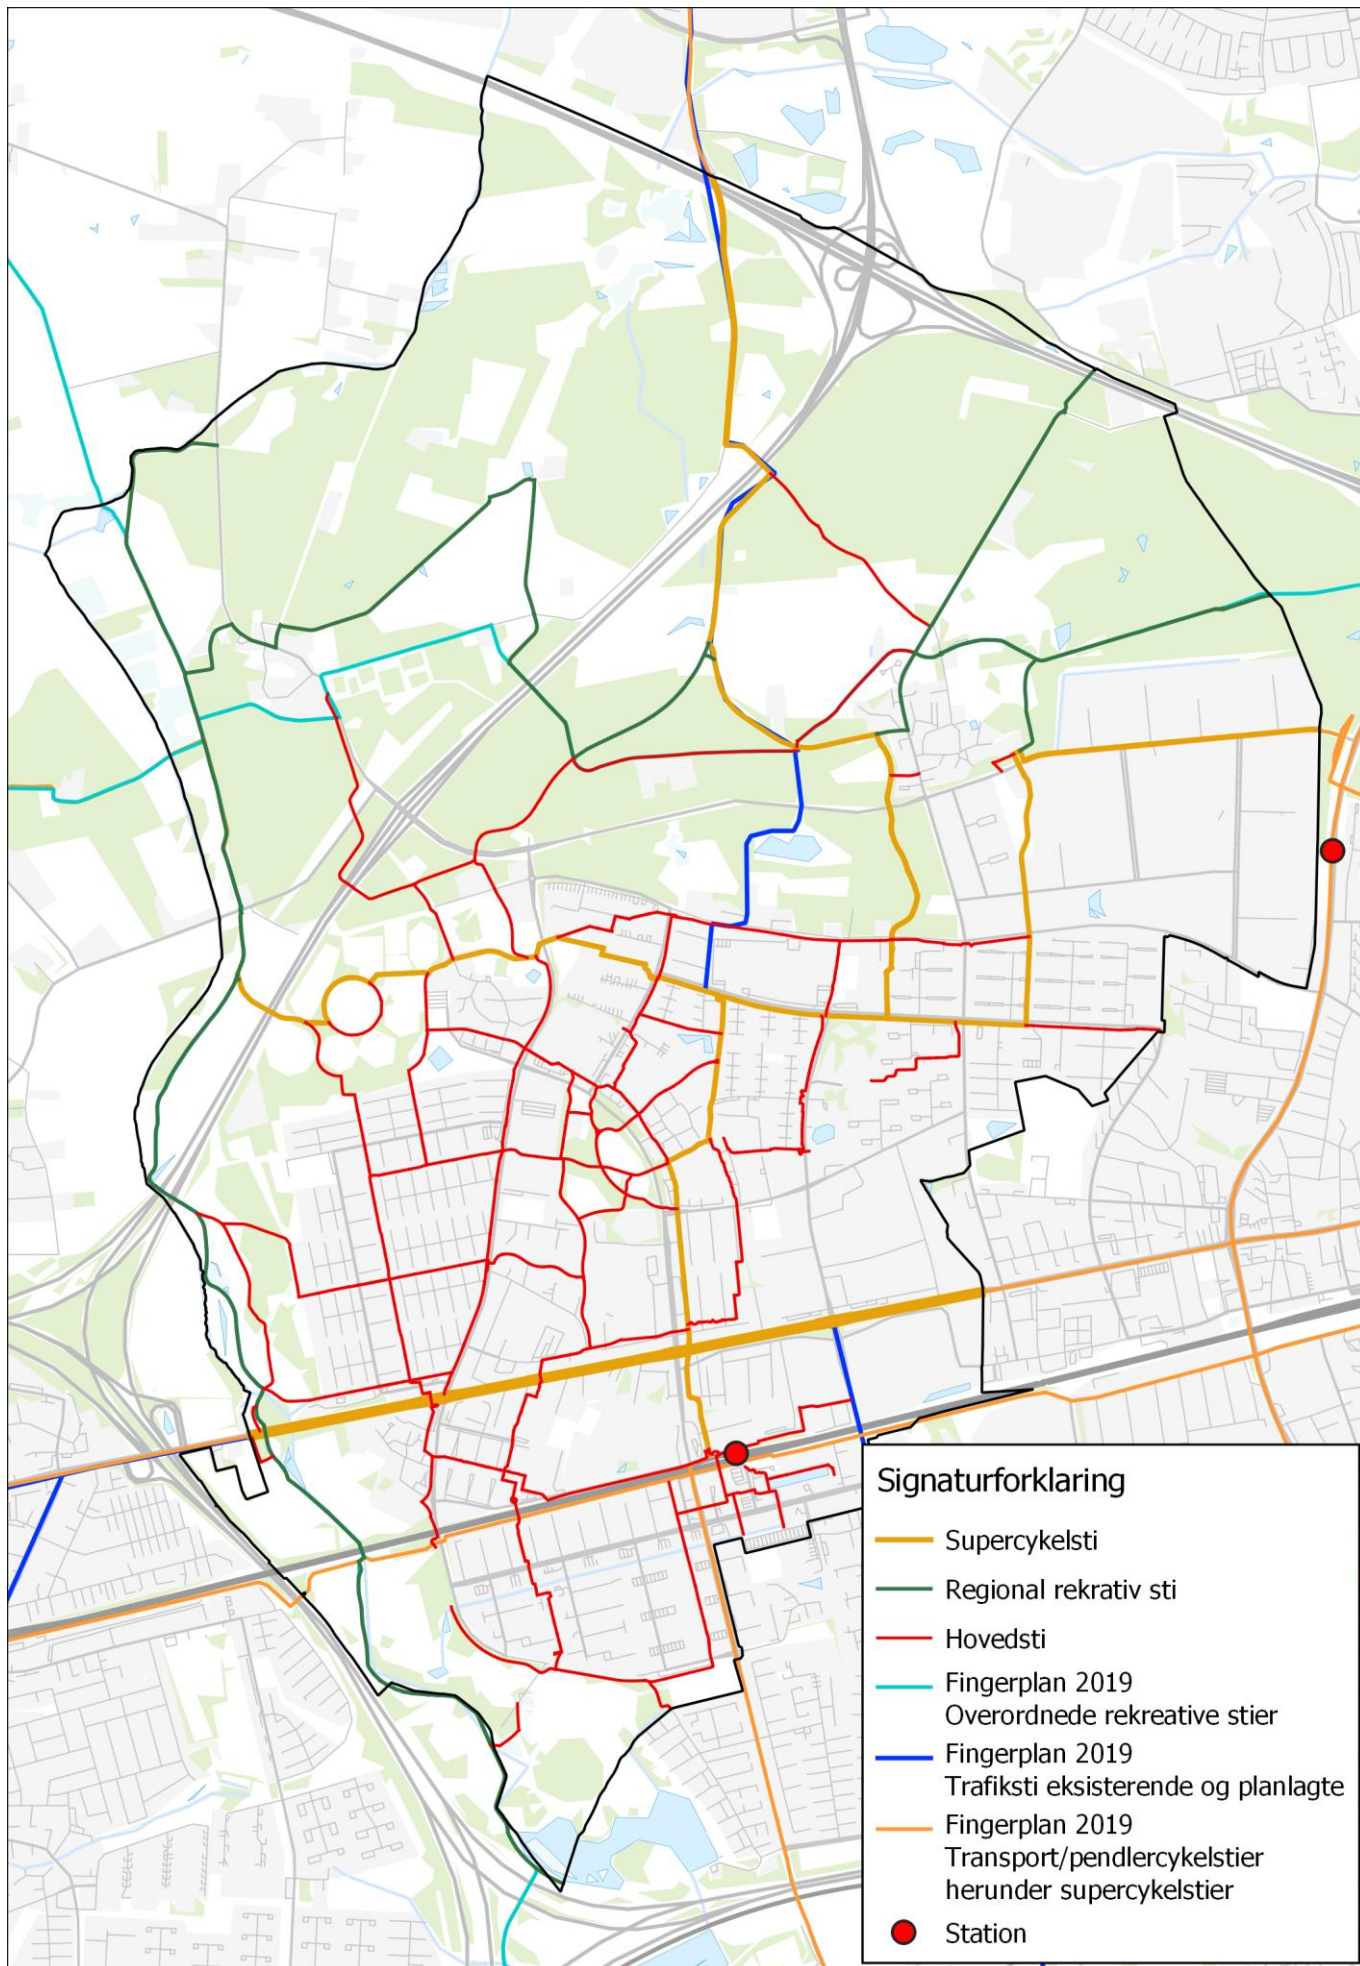 Signaturforklaring
Supercykelsti
Regional rekrativ sti
Hovedsti
Fingerplan 2019
Overordnede rekreative stier
Fingerplan 2019
Trafiksti eksisterende og planlagte
Fingerplan 2019
Transport/pendlercykelstier
herunder supercykelstier
Station